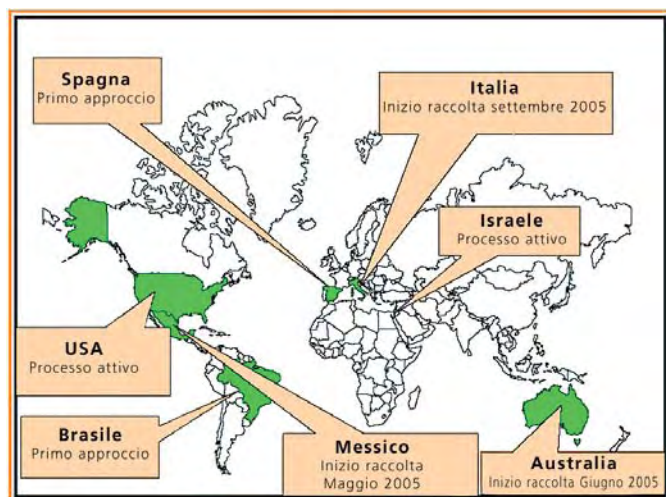 Spagna
Primo approccio
Italia
Inizio raccolta settembre 2005
Israele
Processo attivo
USA
Processo attivo
Brasile
Primo approccio
Messico
Inizio raccolta
Maggio 2005
Australia
Inizio raccolta Giugno 2005